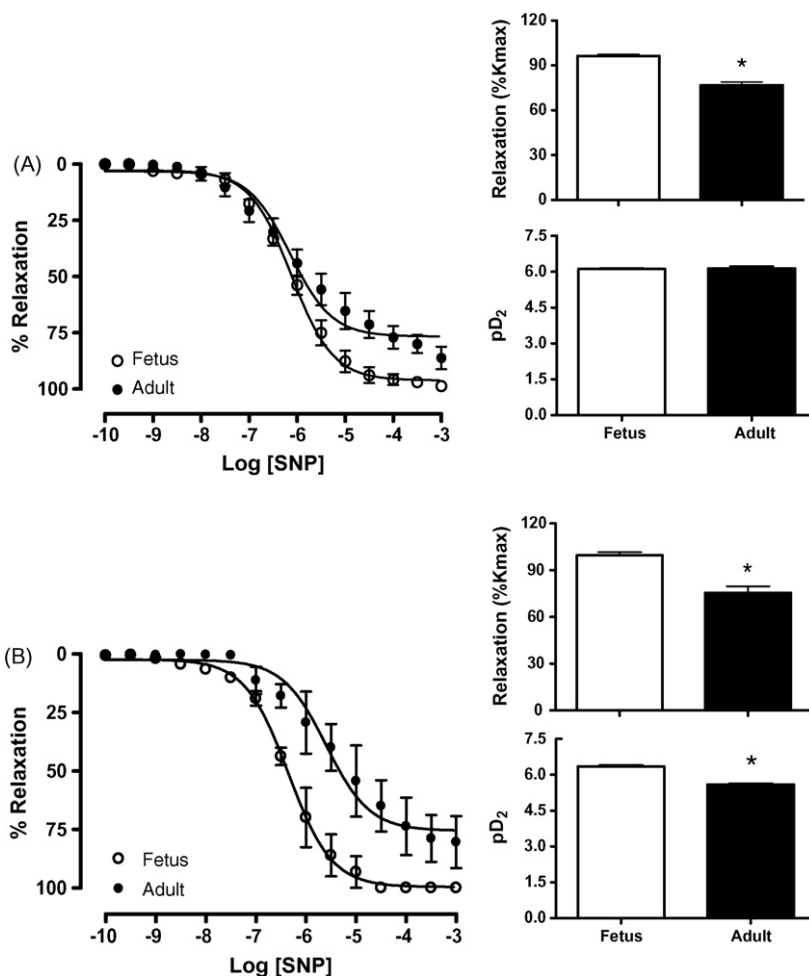 (A)
% Relaxation
0
25
50
75
100
Fetus
Adult
-10 -9 -8 -7 -6 -5 -4 -3
Log [SNP]
Relaxation (%Kmax)
120
90
60
30
0
*
pD2
7.5
6.0
4.5
3.0
1.5
0.0
Fetus Adult
(B)
% Relaxation
0
25
50
75
100
Fetus
Adult
-10 -9 -8 -7 -6 -5 -4 -3
Log [SNP]
Relaxation (%Kmax)
120
90
60
30
0
*
pD2
7.5
6.0
4.5
3.0
1.5
0.0
*
Fetus Adult